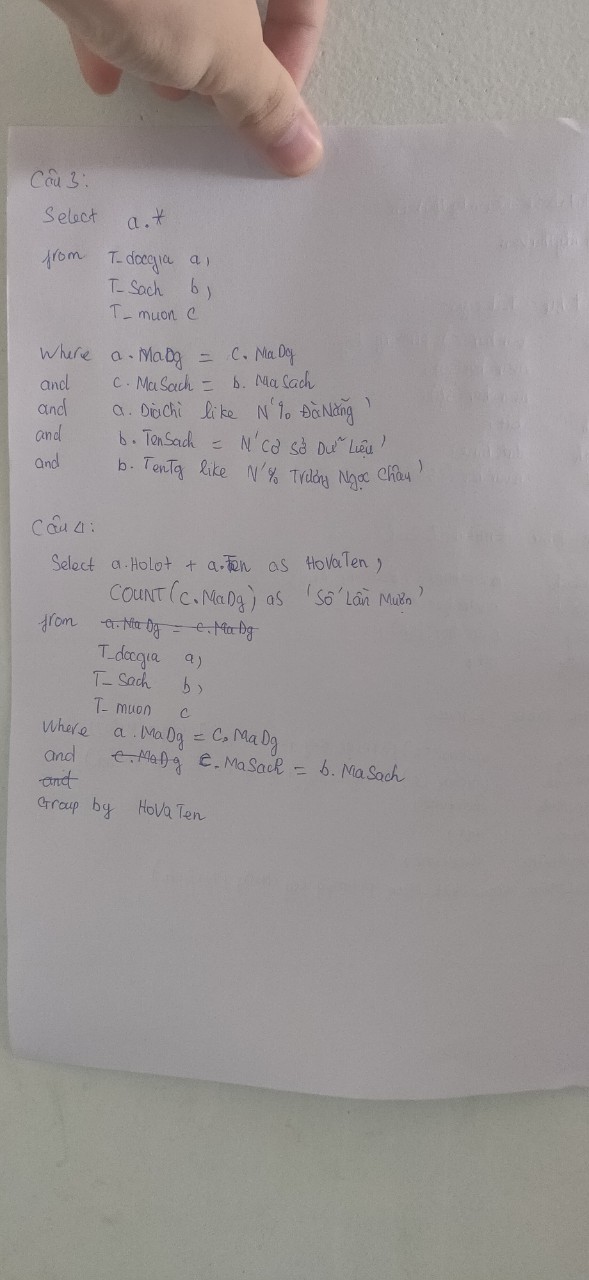 Câu 3:
Select a.*
from T_docgia a,
T_Sach b,
T_muon c
Where a.MaDg = c.MaDg
and c.MaSach = b.MaSach
and a.DiaChi like N'% Đà Nẵng'
and b.TenSach = N'Cơ Sở Dữ Liệu'
and b.TenTg like N'% Trương Ngọc Châu'
Câu 4:
Select a.Holot + a.Ten as HoVaTen,
COUNT(c.MaDg) as 'Số Lần Mượn'
from a.MaDg = c.MaDg
T_docgia a,
T_Sach b,
T_muon c
Where a.MaDg = c.MaDg
and c.MaDg c.MaSach = b.MaSach
and
Group by HoVaTen